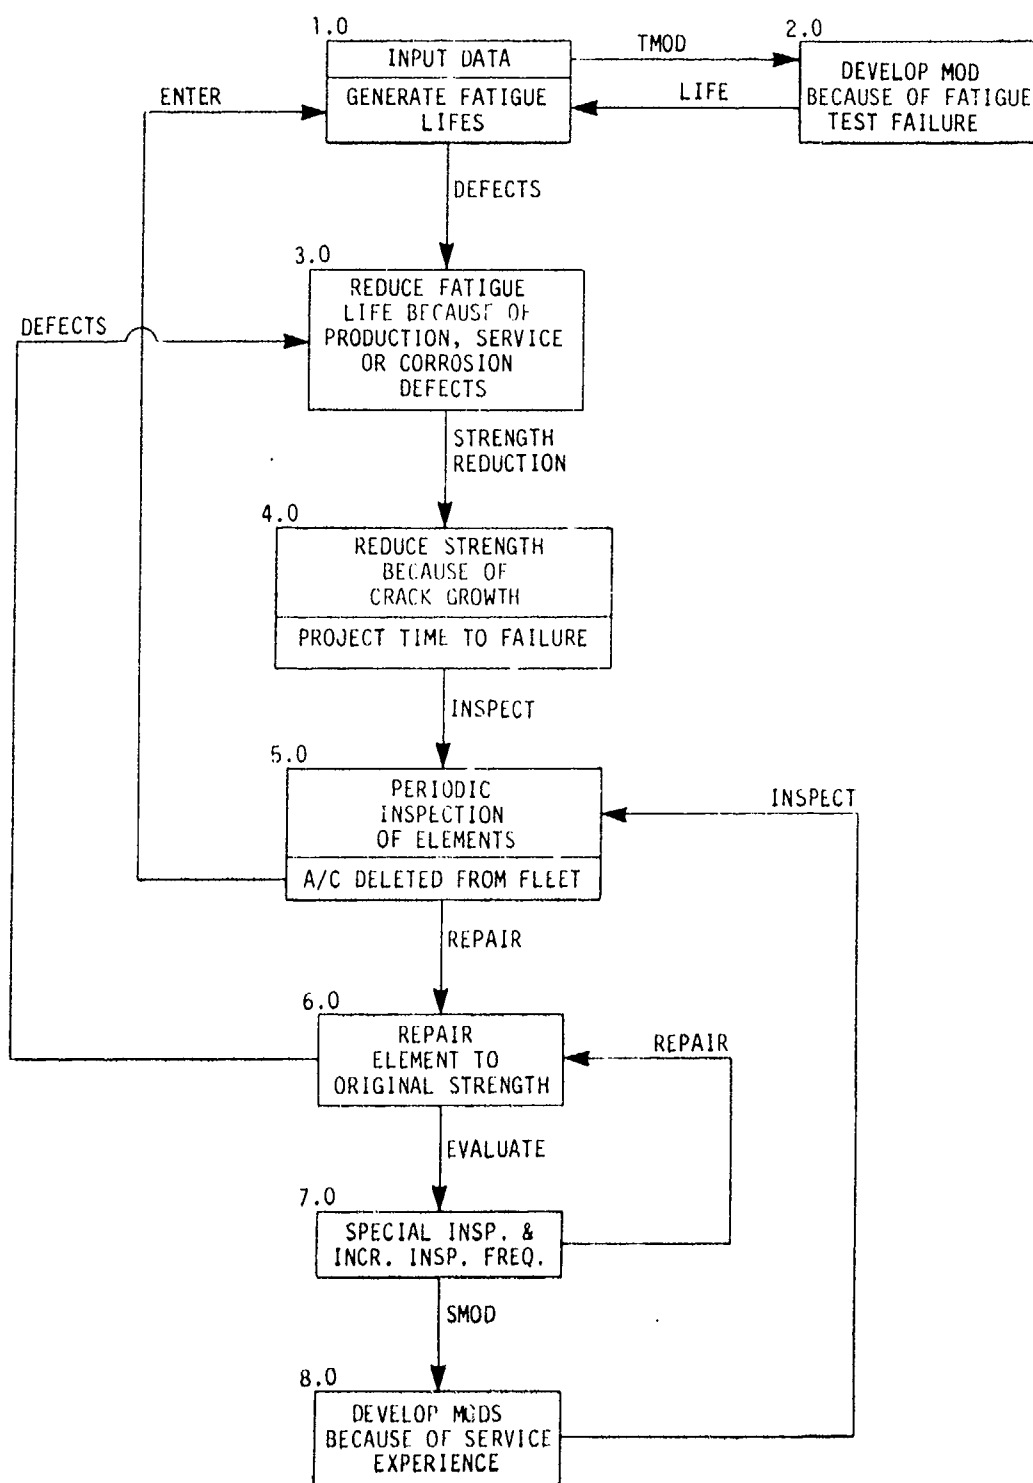 1.0
INPUT DATA
GENERATE FATIGUE
LIFES
TMOD
LIFE
2.0
DEVELOP MOD
BECAUSE OF FATIGUE
TEST FAILURE
ENTER
DEFECTS
3.0
REDUCE FATIGUE
LIFE BECAUSE OF
PRODUCTION, SERVICE
OR CORROSION
DEFECTS
DEFECTS
STRENGTH
REDUCTION
4.0
REDUCE STRENGTH
BECAUSE OF
CRACK GROWTH
PROJECT TIME TO FAILURE
INSPECT
5.0
PERIODIC
INSPECTION
OF ELEMENTS
A/C DELETED FROM FLEET
INSPECT
REPAIR
6.0
REPAIR
ELEMENT TO
ORIGINAL STRENGTH
REPAIR
EVALUATE
7.0
SPECIAL INSP. &
INCR. INSP. FREQ.
SMOD
8.0
DEVELOP MODS
BECAUSE OF SERVICE
EXPERIENCE